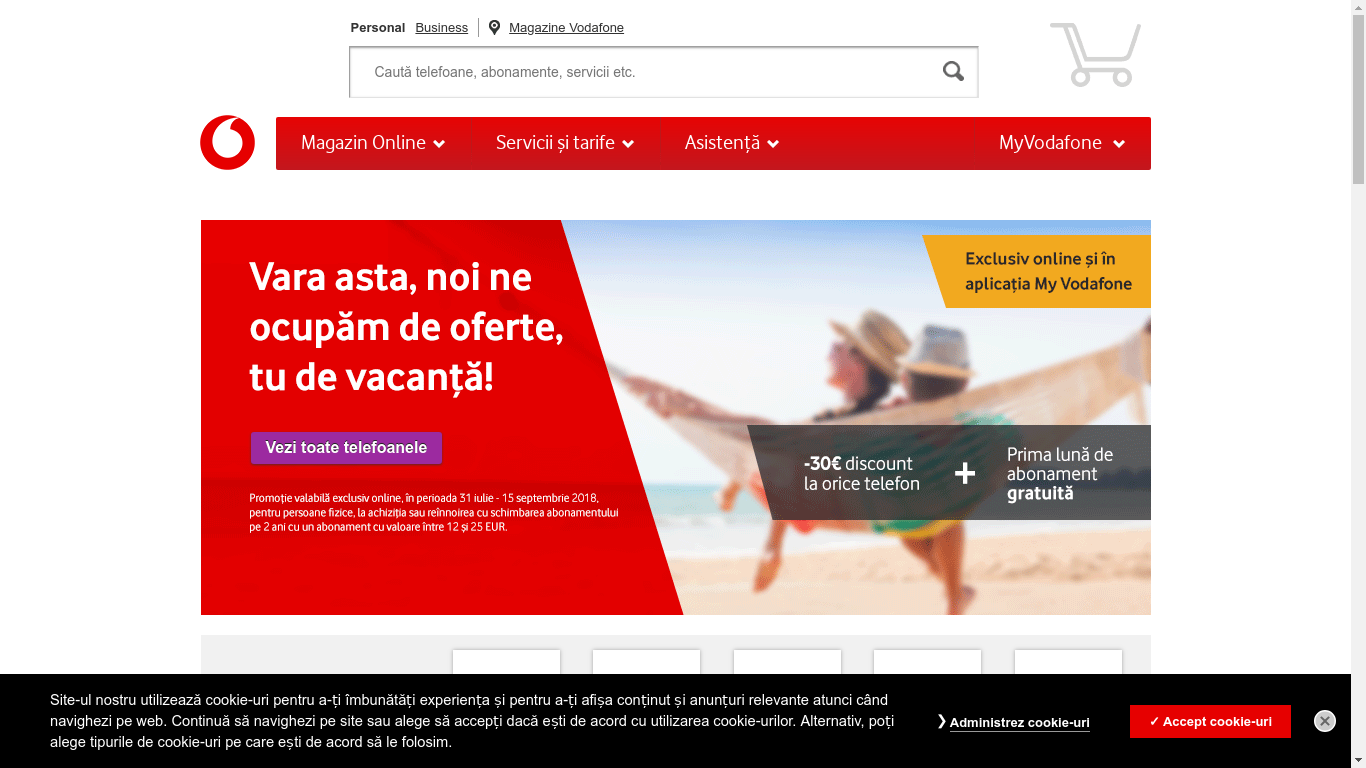 Personal Business Magazine Vodafone
Caută telefoane, abonamente, servicii etc.
Magazin Online Servicii și tarife Asistență MyVodafone
Vara asta, noi ne
ocupăm de oferte,
tu de vacanță!
Vezi toate telefoanele
Promoție valabilă exclusiv online, în perioada 31 iulie - 15 septembrie 2018,
pentru persoane fizice, la achiziția sau reînnoirea cu schimbarea abonamentului
pe 2 ani cu un abonament cu valoare între 12 și 25 EUR.
Exclusiv online și în
aplicația My Vodafone
-30€ discount
la orice telefon
+
Prima lună de
abonament
gratuită
Site-ul nostru utilizează cookie-uri pentru a-ți îmbunătăți experiența și pentru a-ți afișa conținut și anunțuri relevante atunci când
navighezi pe web. Continuă să navighezi pe site sau alege să accepți dacă ești de acord cu utilizarea cookie-urilor. Alternativ, poți
alege tipurile de cookie-uri pe care ești de acord să le folosim.
❯ Administrez cookie-uri
✓ Accept cookie-uri